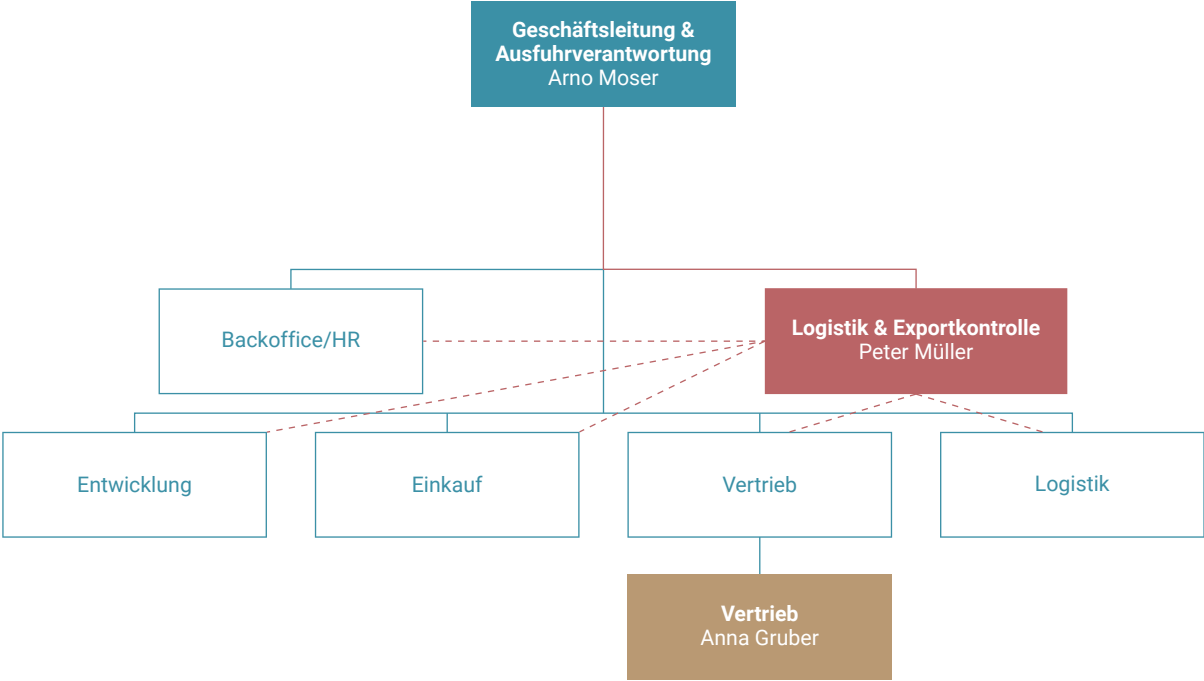 Geschäftsleitung &
Ausfuhrverantwortung
Arno Moser
Backoffice/HR
Logistik & Exportkontrolle
Peter Müller
Entwicklung
Einkauf
Vertrieb
Logistik
Vertrieb
Anna Gruber